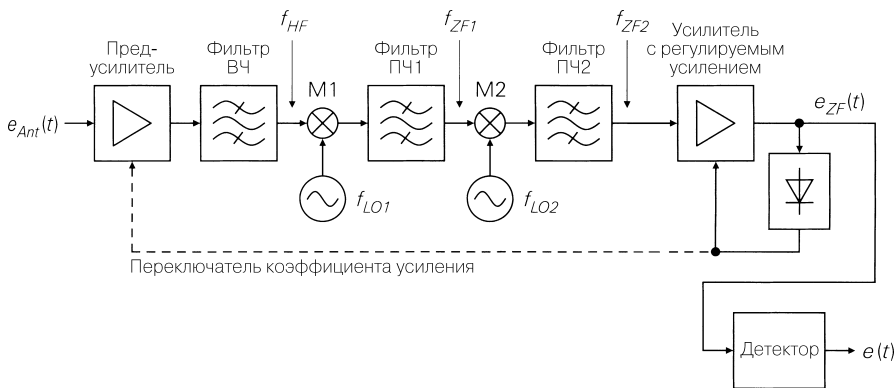 Пред-
усилитель
Фильтр
ВЧ
f_HF
M1
Фильтр
ПЧ1
f_ZF1
M2
Фильтр
ПЧ2
f_ZF2
Усилитель
с регулируемым
усилением
e_Ant(t)
e_ZF(t)
f_LO1
f_LO2
Переключатель коэффициента усиления
Детектор
e(t)